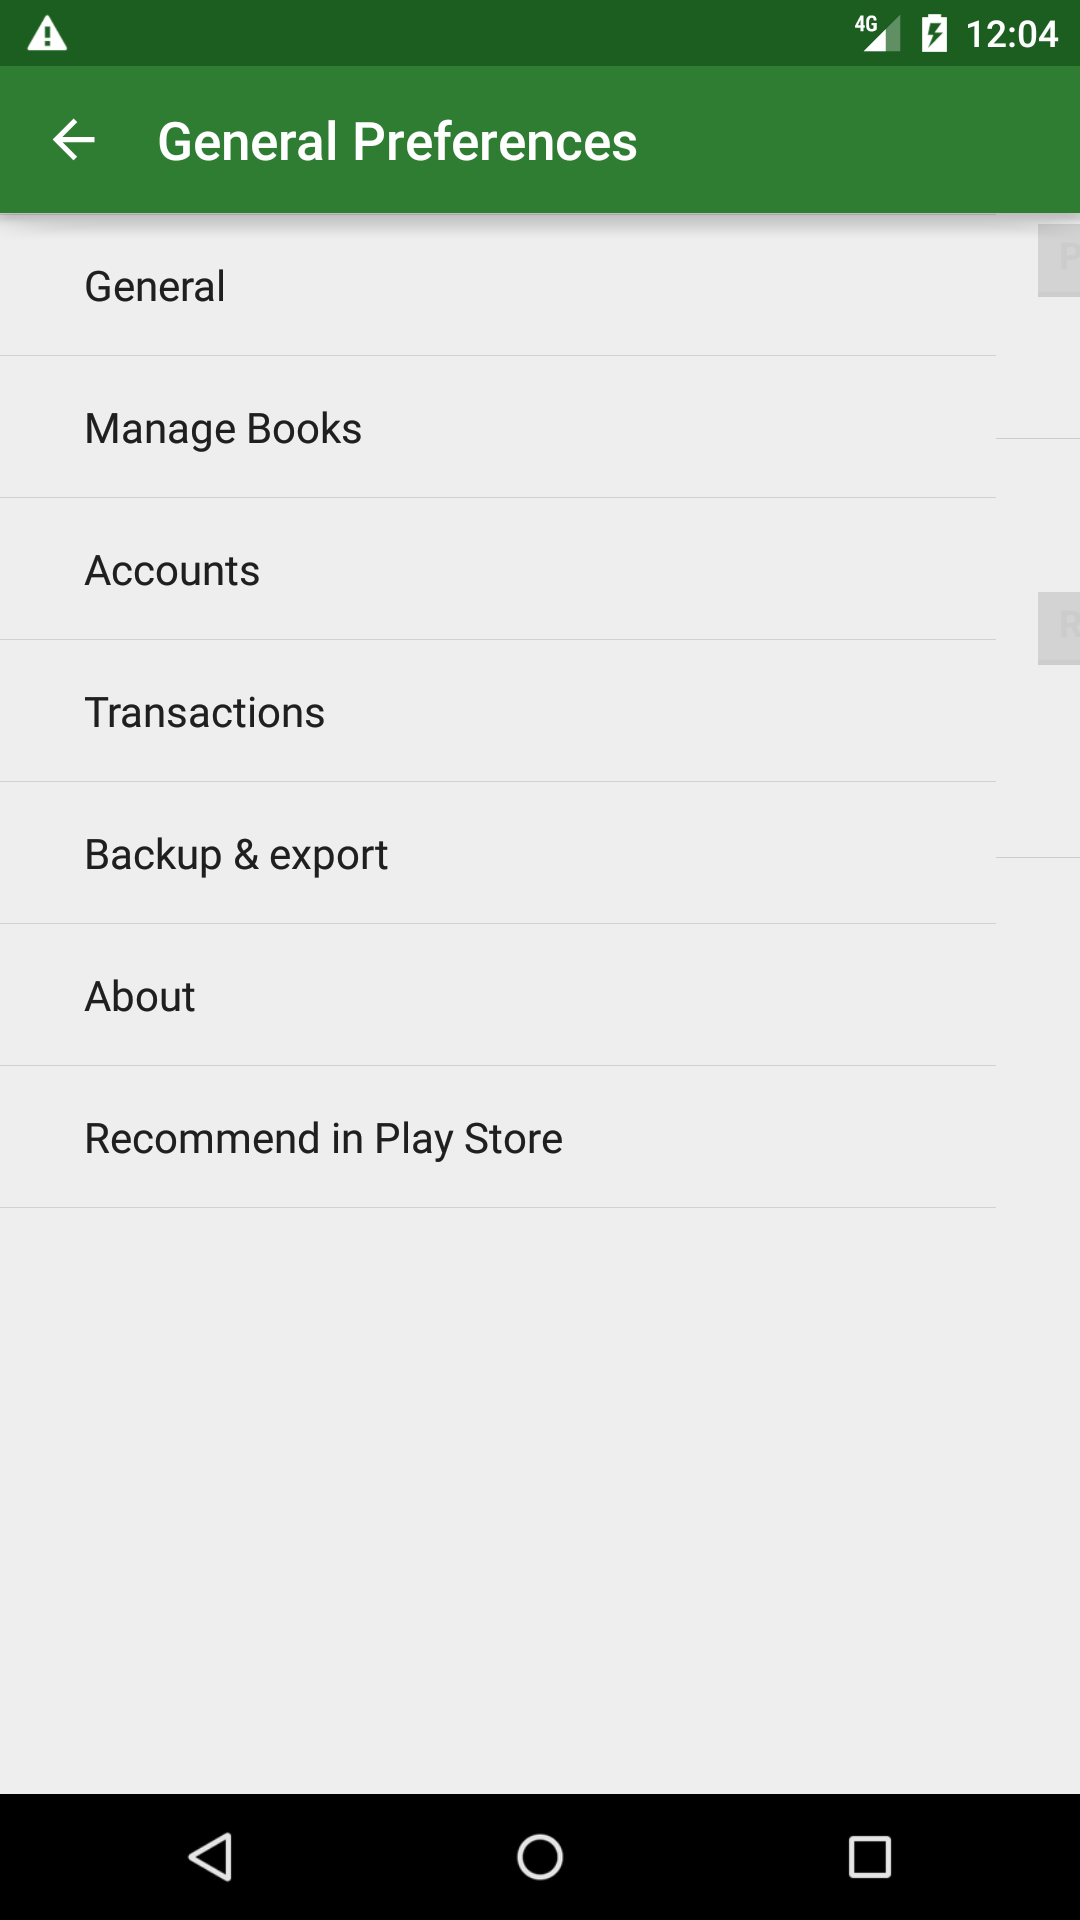 4G 12:04
General Preferences
General
P
Manage Books
Accounts
R
Transactions
Backup & export
About
Recommend in Play Store